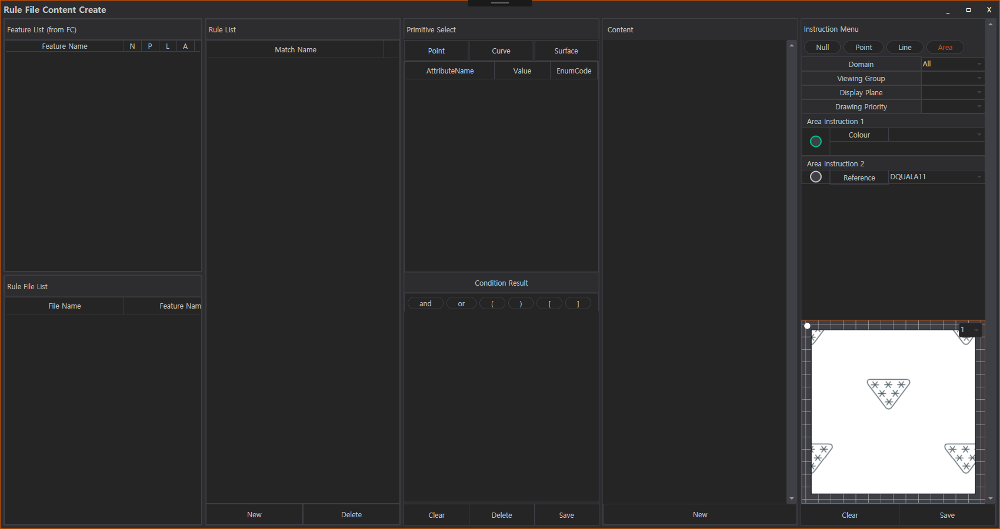 Rule File Content Create
Feature List (from FC)
Feature Name N P L A
Rule File List
File Name Feature Nam
Rule List
Match Name
New Delete
Primitive Select
Point Curve Surface
AttributeName Value EnumCode
Condition Result
and or ( ) [ ]
Clear Delete Save
Content
New
Instruction Menu
Null Point Line Area
Domain All
Viewing Group
Display Plane
Drawing Priority
Area Instruction 1
Colour
Area Instruction 2
Reference DQUALA11
1
Clear Save